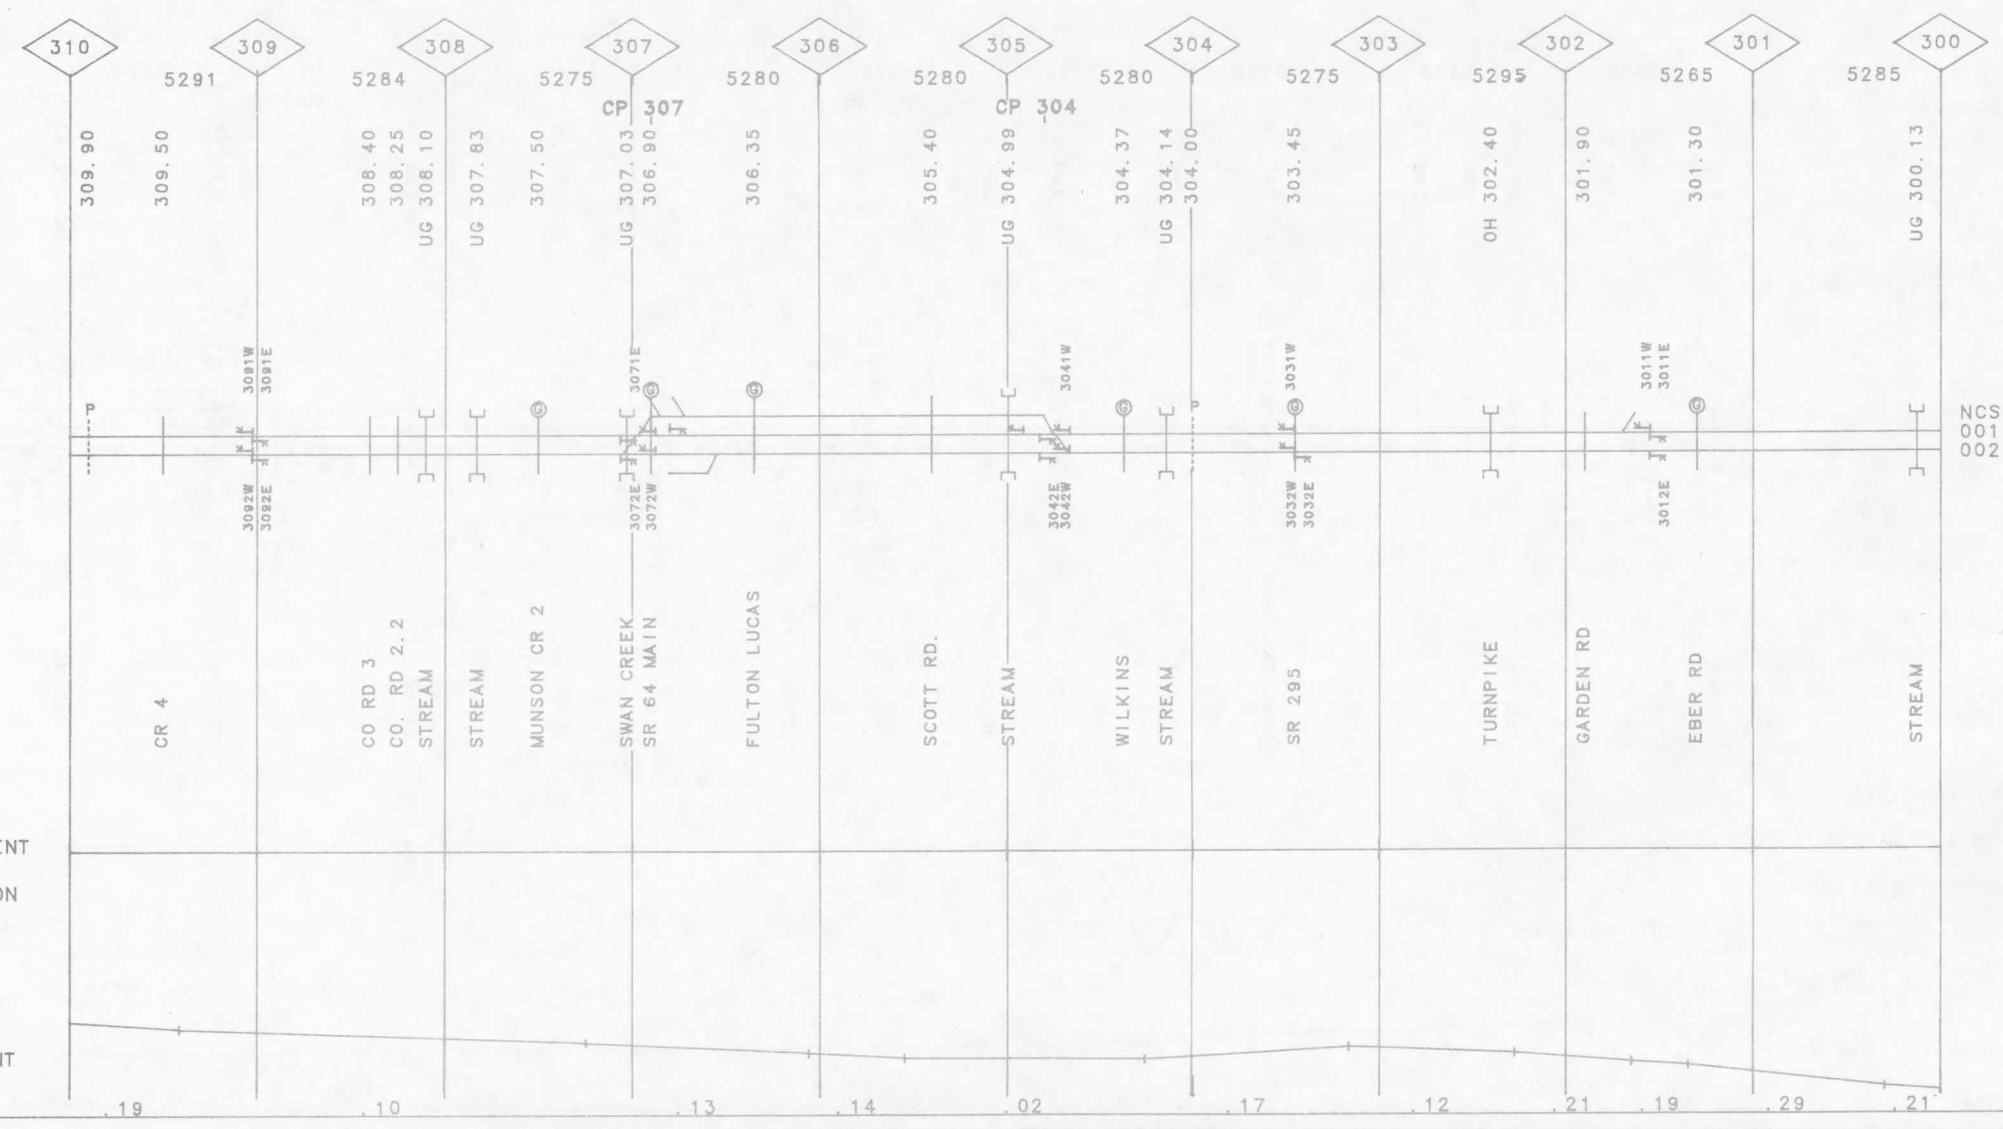 310 309 308 307 306 305 304 303 302 301 300
5291 5284 5275 5280 5280 5280 5275 5295 5265 5285
CP 307 CP 304
309.90
309.50
308.40
308.25
UG 308.10
UG 307.83
307.50
UG 307.03
306.90
306.35
305.40
UG 304.99
304.37
UG 304.14
304.00
303.45
OH 302.40
301.90
301.30
UG 300.13
3091W
3091E
3071E
3041W
3031W
3011W
3011E
P
G
G
G
G
P
G
G
NCS
001
002
3092W
3092E
3072E
3072W
3042E
3042W
3032W
3032E
3012E
CR 4
CO RD 3
CO. RD 2.2
STREAM
STREAM
MUNSON CR 2
SWAN CREEK
SR 64 MAIN
FULTON LUCAS
SCOTT RD.
STREAM
WILKINS
STREAM
SR 295
TURNPIKE
GARDEN RD
EBER RD
STREAM
ENT
ON
NT
.19 .10 .13 .14 .02 .17 .12 .21 .19 .29 .21